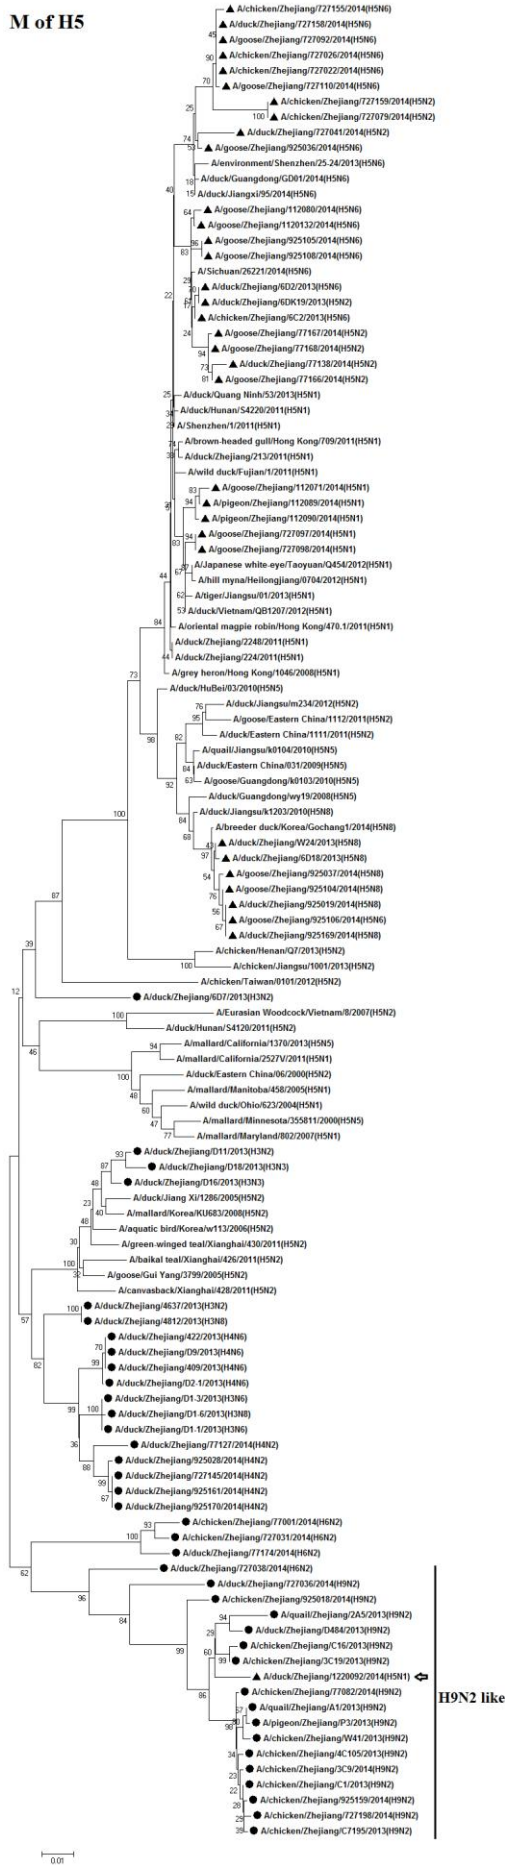 M of H5
A/chicken/Zhejiang/727155/2014(H5N6)
A/duck/Zhejiang/727158/2014(H5N6)
A/goose/Zhejiang/727092/2014(H5N6)
A/chicken/Zhejiang/727026/2014(H5N6)
A/chicken/Zhejiang/727022/2014(H5N6)
A/goose/Zhejiang/727110/2014(H5N6)
A/chicken/Zhejiang/727159/2014(H5N2)
A/chicken/Zhejiang/727079/2014(H5N2)
A/duck/Zhejiang/727041/2014(H5N2)
A/goose/Zhejiang/925036/2014(H5N6)
A/environment/Shenzhen/25-24/2013(H5N6)
A/duck/Guangdong/GD01/2014(H5N6)
A/duck/Jiangxi/95/2014(H5N6)
A/goose/Zhejiang/112080/2014(H5N6)
A/goose/Zhejiang/1120132/2014(H5N6)
A/goose/Zhejiang/925105/2014(H5N6)
A/goose/Zhejiang/925108/2014(H5N6)
A/Sichuan/26221/2014(H5N6)
A/duck/Zhejiang/6D2/2013(H5N6)
A/duck/Zhejiang/6DK19/2013(H5N2)
A/chicken/Zhejiang/6C2/2013(H5N6)
A/goose/Zhejiang/77167/2014(H5N2)
A/goose/Zhejiang/77168/2014(H5N2)
A/duck/Zhejiang/77138/2014(H5N2)
A/goose/Zhejiang/77166/2014(H5N2)
A/duck/Quang Ninh/53/2013(H5N1)
A/duck/Hunan/S4220/2011(H5N1)
A/Shenzhen/1/2011(H5N1)
A/brown-headed gull/Hong Kong/709/2011(H5N1)
A/duck/Zhejiang/213/2011(H5N1)
A/wild duck/Fujian/1/2011(H5N1)
A/goose/Zhejiang/112071/2014(H5N1)
A/pigeon/Zhejiang/112089/2014(H5N1)
A/pigeon/Zhejiang/112090/2014(H5N1)
A/goose/Zhejiang/727097/2014(H5N1)
A/goose/Zhejiang/727098/2014(H5N1)
A/Japanese white-eye/Taoyuan/Q454/2012(H5N1)
A/hill myna/Heilongjiang/0704/2012(H5N1)
A/tiger/Jiangsu/01/2013(H5N1)
A/duck/Vietnam/QB1207/2012(H5N1)
A/oriental magpie robin/Hong Kong/470.1/2011(H5N1)
A/duck/Zhejiang/2248/2011(H5N1)
A/duck/Zhejiang/224/2011(H5N1)
A/grey heron/Hong Kong/1046/2008(H5N1)
A/duck/HuBei/03/2010(H5N5)
A/duck/Jiangsu/m234/2012(H5N2)
A/goose/Eastern China/1112/2011(H5N2)
A/duck/Eastern China/1111/2011(H5N2)
A/quail/Jiangsu/k0104/2010(H5N5)
A/duck/Eastern China/031/2009(H5N5)
A/goose/Guangdong/k0103/2010(H5N5)
A/duck/Guangdong/wy19/2008(H5N5)
A/duck/Jiangsu/k1203/2010(H5N8)
A/breeder duck/Korea/Gochang1/2014(H5N8)
A/duck/Zhejiang/W24/2013(H5N8)
A/duck/Zhejiang/6D18/2013(H5N8)
A/goose/Zhejiang/925037/2014(H5N8)
A/goose/Zhejiang/925104/2014(H5N8)
A/duck/Zhejiang/925019/2014(H5N8)
A/goose/Zhejiang/925106/2014(H5N6)
A/duck/Zhejiang/925169/2014(H5N8)
A/chicken/Henan/Q7/2013(H5N2)
A/chicken/Jiangsu/1001/2013(H5N2)
A/chicken/Taiwan/0101/2012(H5N2)
A/duck/Zhejiang/6D7/2013(H3N2)
A/Eurasian Woodcock/Vietnam/8/2007(H5N2)
A/duck/Hunan/S4120/2011(H5N2)
A/mallard/California/1370/2013(H5N5)
A/mallard/California/2527V/2011(H5N1)
A/duck/Eastern China/06/2000(H5N2)
A/mallard/Manitoba/458/2005(H5N1)
A/wild duck/Ohio/623/2004(H5N1)
A/mallard/Minnesota/355811/2000(H5N5)
A/mallard/Maryland/802/2007(H5N1)
A/duck/Zhejiang/D11/2013(H3N2)
A/duck/Zhejiang/D18/2013(H3N3)
A/duck/Zhejiang/D16/2013(H3N3)
A/duck/Jiang Xi/1286/2005(H5N2)
A/mallard/Korea/KU683/2008(H5N2)
A/aquatic bird/Korea/w113/2006(H5N2)
A/green-winged teal/Xianghai/430/2011(H5N2)
A/baikal teal/Xianghai/426/2011(H5N2)
A/goose/Gui Yang/3799/2005(H5N2)
A/canvasback/Xianghai/428/2011(H5N2)
A/duck/Zhejiang/4637/2013(H3N2)
A/duck/Zhejiang/4812/2013(H3N8)
A/duck/Zhejiang/422/2013(H4N6)
A/duck/Zhejiang/D9/2013(H4N6)
A/duck/Zhejiang/409/2013(H4N6)
A/duck/Zhejiang/D2-1/2013(H4N6)
A/duck/Zhejiang/D1-3/2013(H3N6)
A/duck/Zhejiang/D1-6/2013(H3N8)
A/duck/Zhejiang/D1-1/2013(H3N6)
A/duck/Zhejiang/77127/2014(H4N2)
A/duck/Zhejiang/925028/2014(H4N2)
A/duck/Zhejiang/727145/2014(H4N2)
A/duck/Zhejiang/925161/2014(H4N2)
A/duck/Zhejiang/925170/2014(H4N2)
A/chicken/Zhejiang/77001/2014(H6N2)
A/chicken/Zhejiang/727031/2014(H6N2)
A/duck/Zhejiang/77174/2014(H6N2)
A/duck/Zhejiang/727038/2014(H6N2)
A/duck/Zhejiang/727036/2014(H9N2)
A/chicken/Zhejiang/925018/2014(H9N2)
A/quail/Zhejiang/2A5/2013(H9N2)
A/duck/Zhejiang/D484/2013(H9N2)
A/chicken/Zhejiang/C16/2013(H9N2)
A/chicken/Zhejiang/3C19/2013(H9N2)
A/duck/Zhejiang/1220092/2014(H5N1)
A/chicken/Zhejiang/77082/2014(H9N2)
H9N2 like
A/quail/Zhejiang/A1/2013(H9N2)
A/pigeon/Zhejiang/P3/2013(H9N2)
A/chicken/Zhejiang/W41/2013(H9N2)
A/chicken/Zhejiang/4C105/2013(H9N2)
A/chicken/Zhejiang/3C9/2014(H9N2)
A/chicken/Zhejiang/C1/2013(H9N2)
A/chicken/Zhejiang/925159/2014(H9N2)
A/chicken/Zhejiang/727198/2014(H9N2)
A/chicken/Zhejiang/C7195/2013(H9N2)
0.01